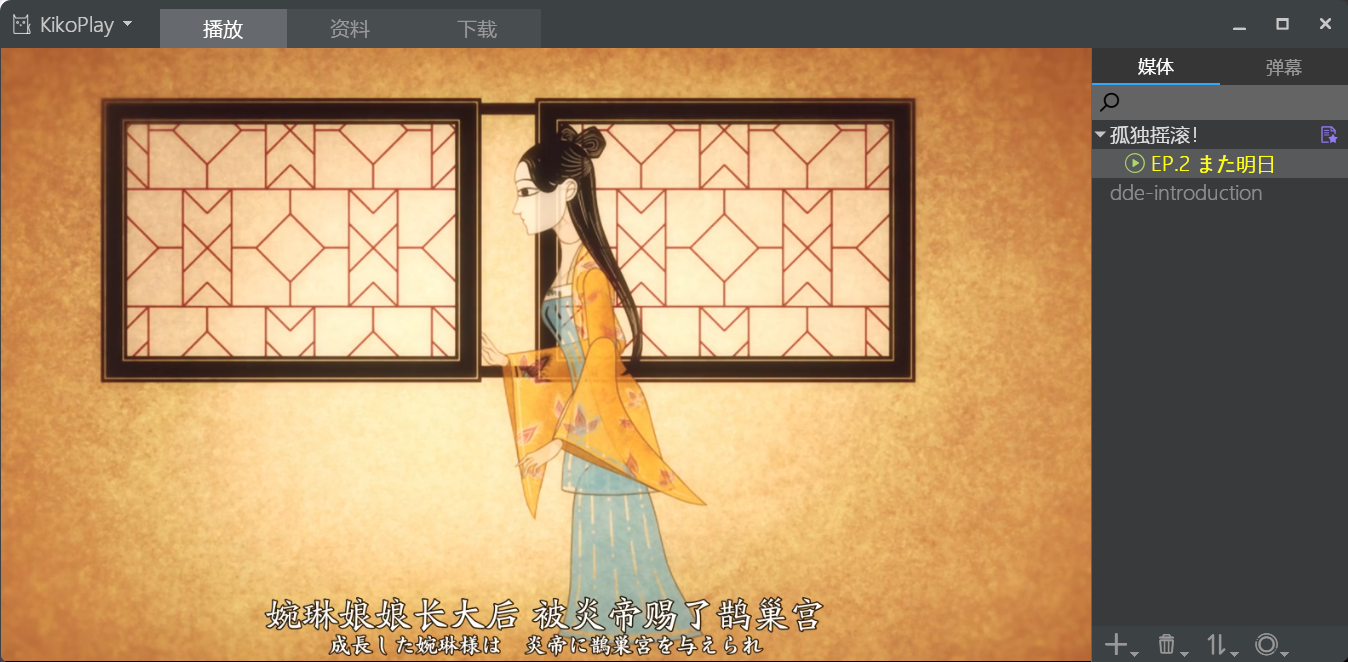 KikoPlay
播放
资料
下载
媒体
弹幕
孤独摇滚!
EP.2 また明日
dde-introduction
婉琳娘娘长大后 被炎帝赐了鹊巢宫
成長した婉琳様は 炎帝に鹊巢宮を与えられ